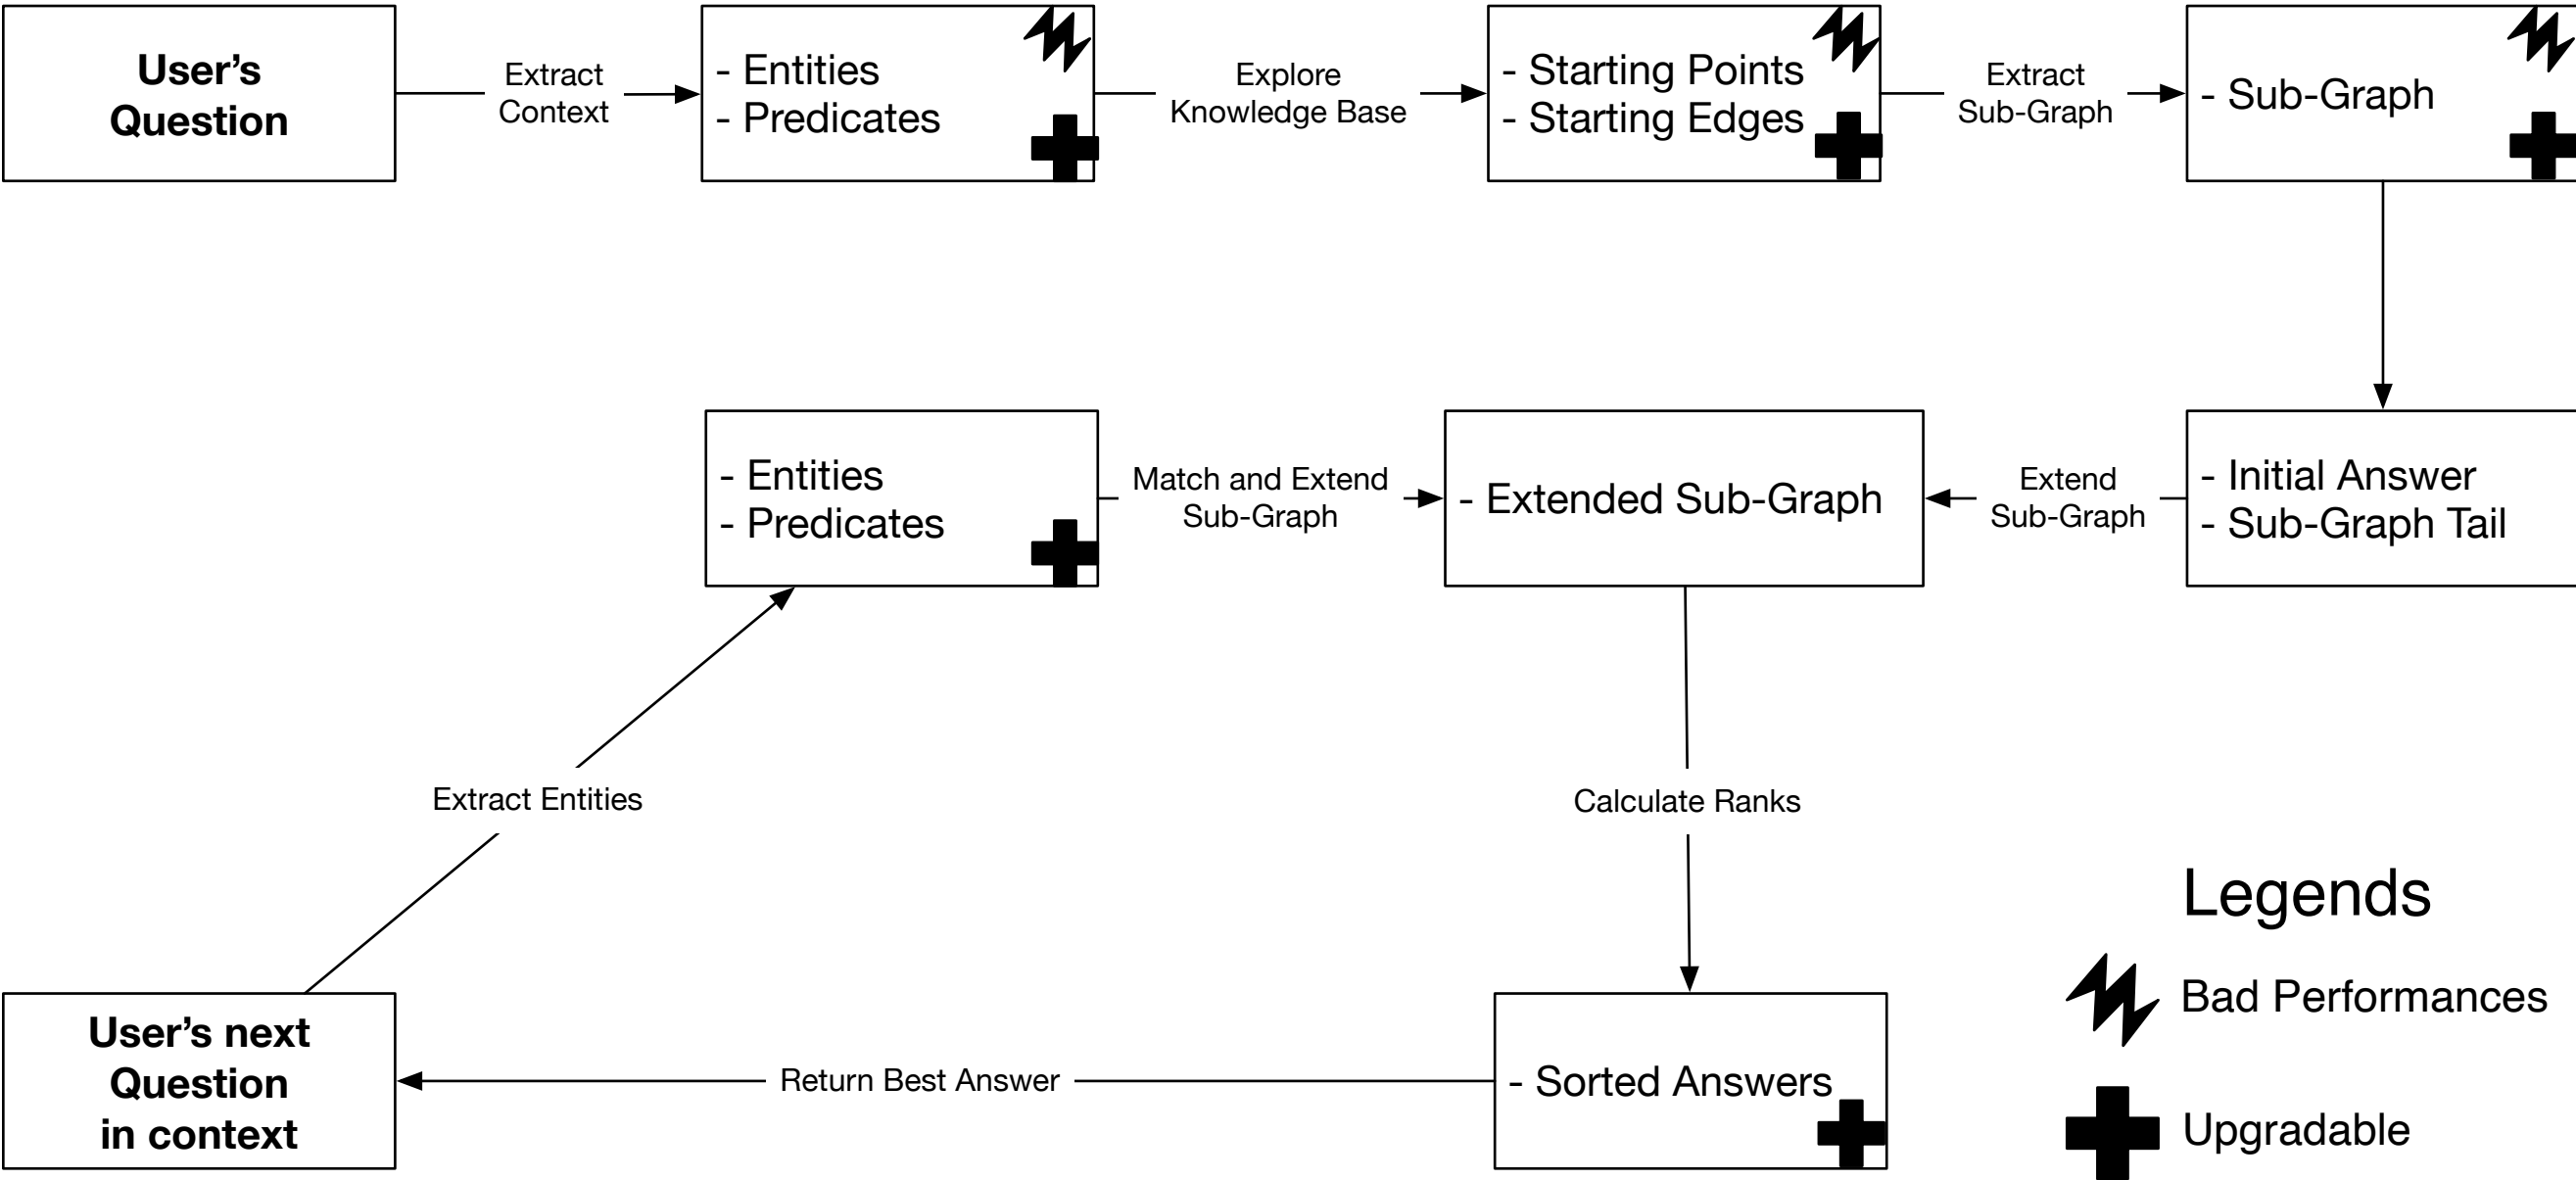 User's
Question
Extract
Context
- Entities
- Predicates
Explore
Knowledge Base
- Starting Points
- Starting Edges
Extract
Sub-Graph
- Sub-Graph
- Entities
- Predicates
Match and Extend
Sub-Graph
- Extended Sub-Graph
Extend
Sub-Graph
- Initial Answer
- Sub-Graph Tail
Extract Entities
Calculate Ranks
User's next
Question
in context
Return Best Answer
- Sorted Answers
Legends
Bad Performances
Upgradable